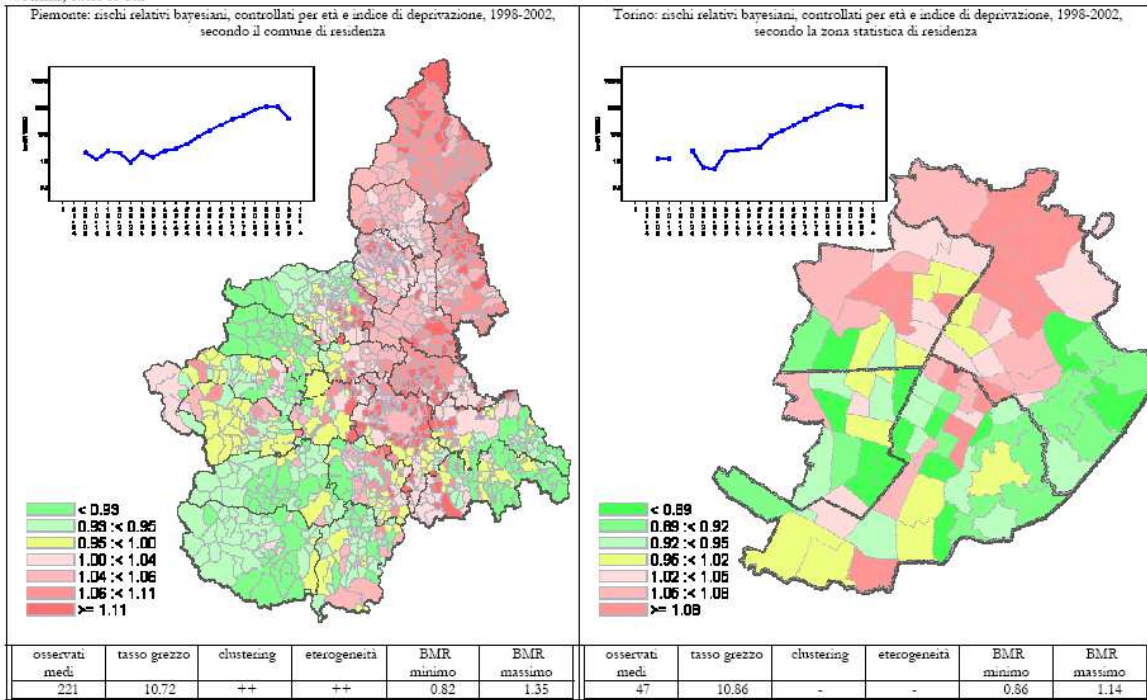 Piemonte: rischi relativi bayesiani, controllati per età e indice di deprivazione, 1998-2002,
secondo il comune di residenza
< 0.93
0.93 :< 0.95
0.95 :< 1.00
1.00 :< 1.04
1.04 :< 1.06
1.06 :< 1.11
>= 1.11
osservati medi tasso grezzo clustering eterogeneità BMR minimo BMR massimo
221 10.72 ++ ++ 0.82 1.35
Torino: rischi relativi bayesiani, controllati per età e indice di deprivazione, 1998-2002,
secondo la zona statistica di residenza
< 0.89
0.89 :< 0.92
0.92 :< 0.95
0.95 :< 1.02
1.02 :< 1.05
1.05 :< 1.08
>= 1.08
osservati medi tasso grezzo clustering eterogeneità BMR minimo BMR massimo
47 10.86 - - 0.86 1.14